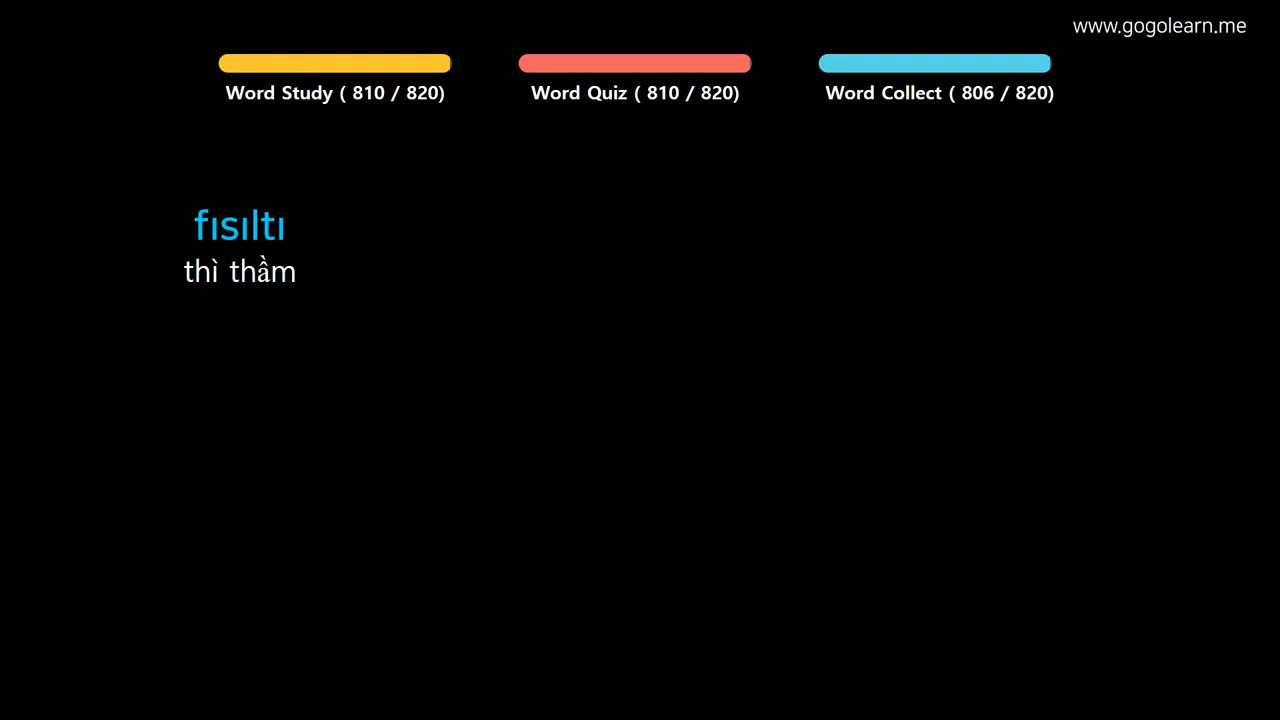 www.gogolearn.me
Word Study ( 810 / 820)
Word Quiz ( 810 / 820)
Word Collect ( 806 / 820)
fısıltı
thì thầm